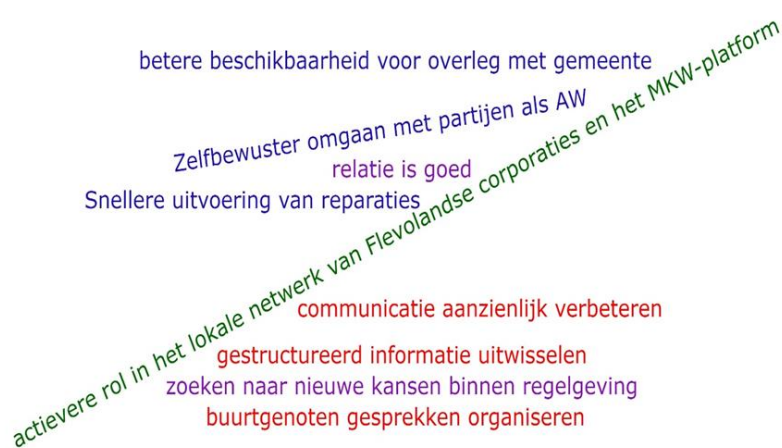 betere beschikbaarheid voor overleg met gemeente
Zelfbewuster omgaan met partijen als AW
relatie is goed
Snellere uitvoering van reparaties
actievere rol in het lokale netwerk van Flevolandse corporaties en het MKW-platform
communicatie aanzienlijk verbeteren
gestructureerd informatie uitwisselen
zoeken naar nieuwe kansen binnen regelgeving
buurtgenoten gesprekken organiseren